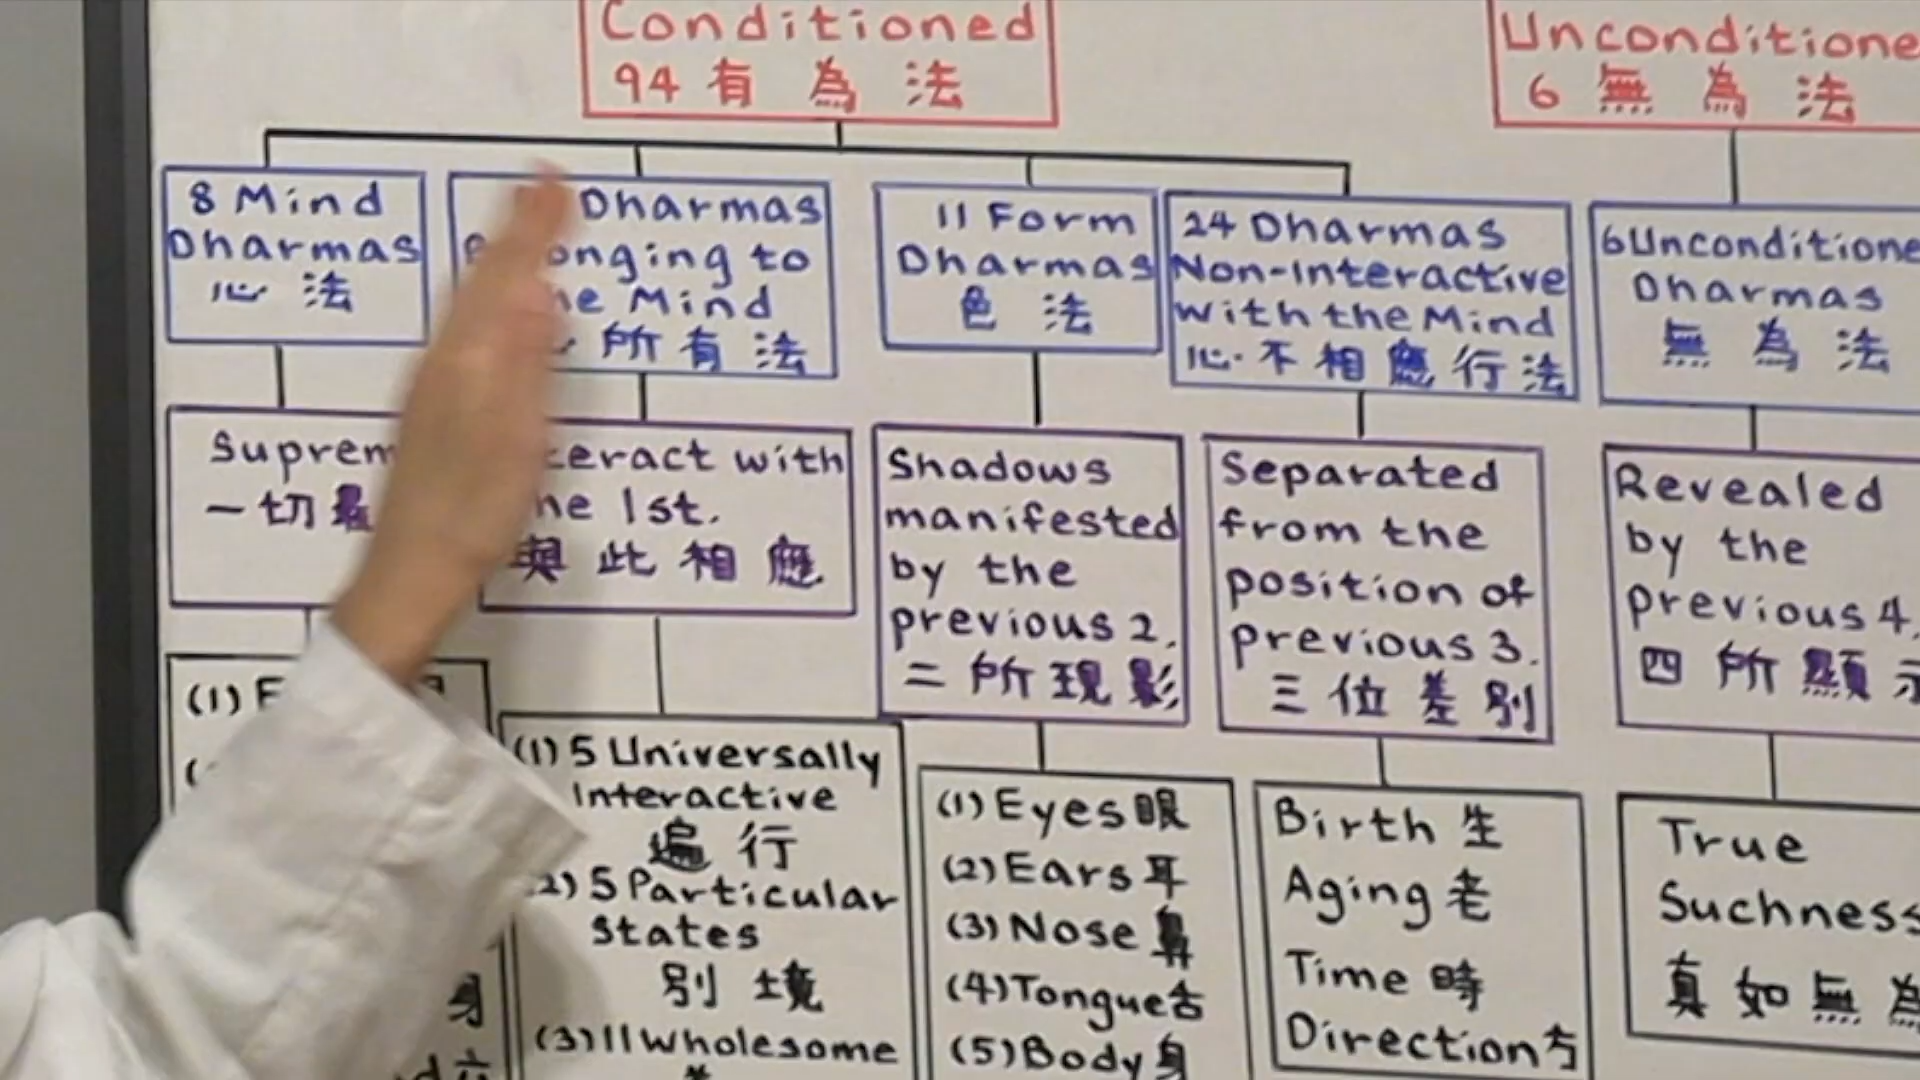 Conditioned
94 有為法
Unconditione
6 無為法
8 Mind
Dharmas
心法
Dharmas
onging to
Mind
所有法
11 Form
Dharmas
色法
24 Dharmas
Non-Interactive
with the Mind
心不相應行法
6 Unconditione
Dharmas
無為法
Suprem
一切最
teract with
1st.
與此相應
Shadows
manifested
by the
previous 2.
二所現影
Separated
from the
position of
previous 3.
三位差別
Revealed
by the
previous 4.
四所顯示
(1) E
身
(1) 5 Universally
Interactive
遍行
2) 5 Particular
States
別境
(3) 11 Wholesome
(1) Eyes 眼
(2) Ears 耳
(3) Nose 鼻
(4) Tongue 舌
(5) Body 身
Birth 生
Aging 老
Time 時
Direction 方
True
Suchness
真如無為